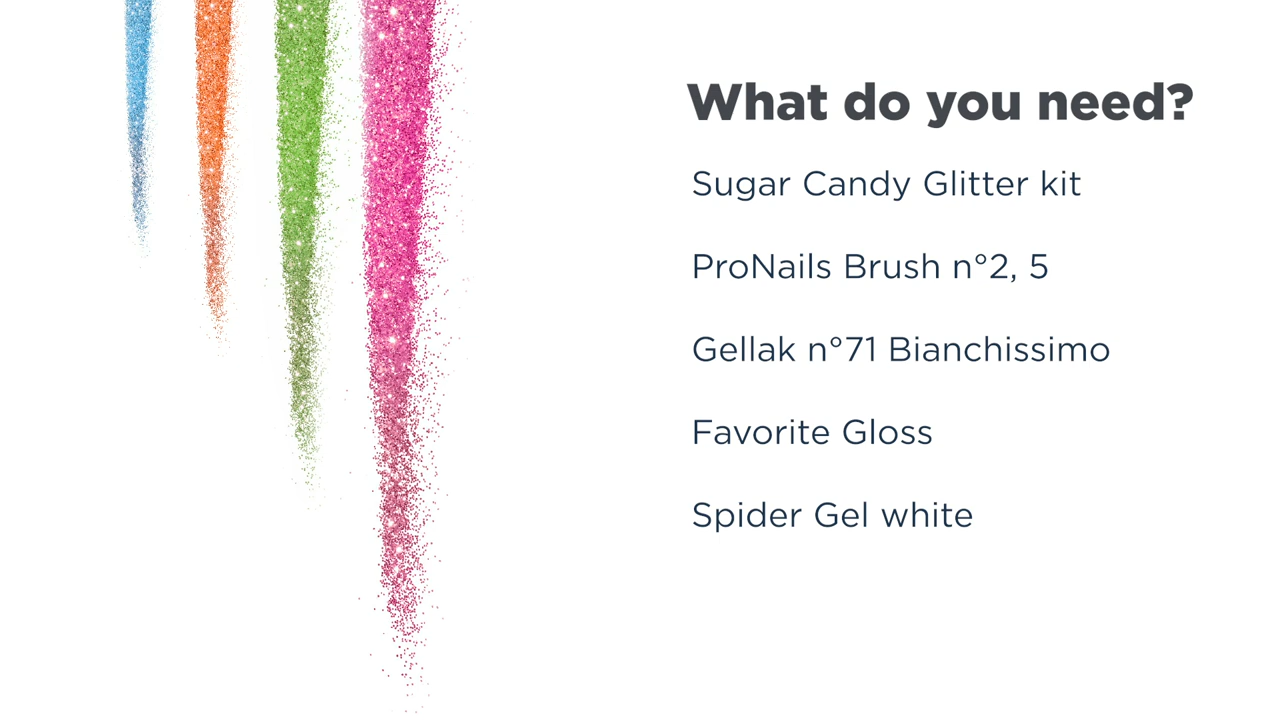 What do you need?
Sugar Candy Glitter kit
ProNails Brush n°2, 5
Gellak n°71 Bianchissimo
Favorite Gloss
Spider Gel white